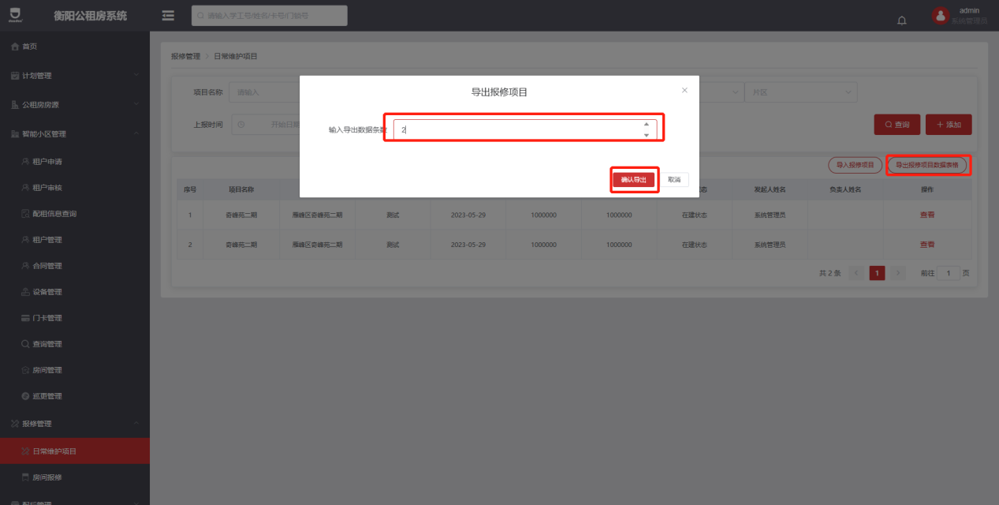 衡阳公租房系统
请输入学工号/姓名/卡号/门锁号
admin
系统管理员
首页
计划管理
公租房房源
智能小区管理
租户申请
租户审核
配租信息查询
租户管理
合同管理
设备管理
门卡管理
查询管理
房间管理
巡更管理
报修管理
日常维护项目
房间报修
配后管理
报修管理 > 日常维护项目
项目名称 请输入
片区
上报时间 开始日期
查询 + 添加
导入报修项目 导出报修项目数据表格
导出报修项目
输入导出数据条数 2
确认导出 取消
序号 项目名称 态 发起人姓名 负责人姓名 操作
1 奇峰苑二期 雁峰区奇峰苑二期 测试 2023-05-29 1000000 1000000 在建状态 系统管理员 查看
2 奇峰苑二期 雁峰区奇峰苑二期 测试 2023-05-29 1000000 1000000 在建状态 系统管理员 查看
共 2 条 < 1 > 前往 1 页